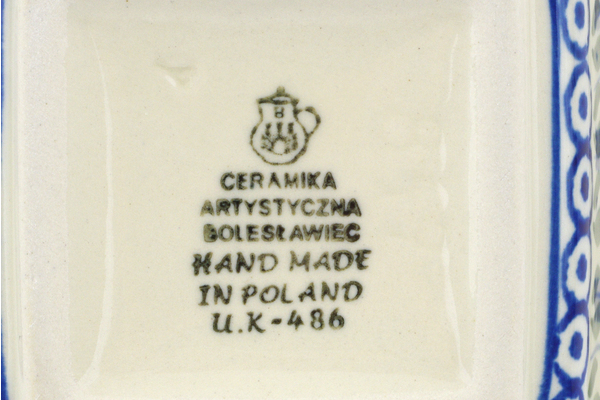 B
CERAMIKA
ARTYSTYCZNA
BOLESŁAWIEC
HAND MADE
IN POLAND
U.K-486